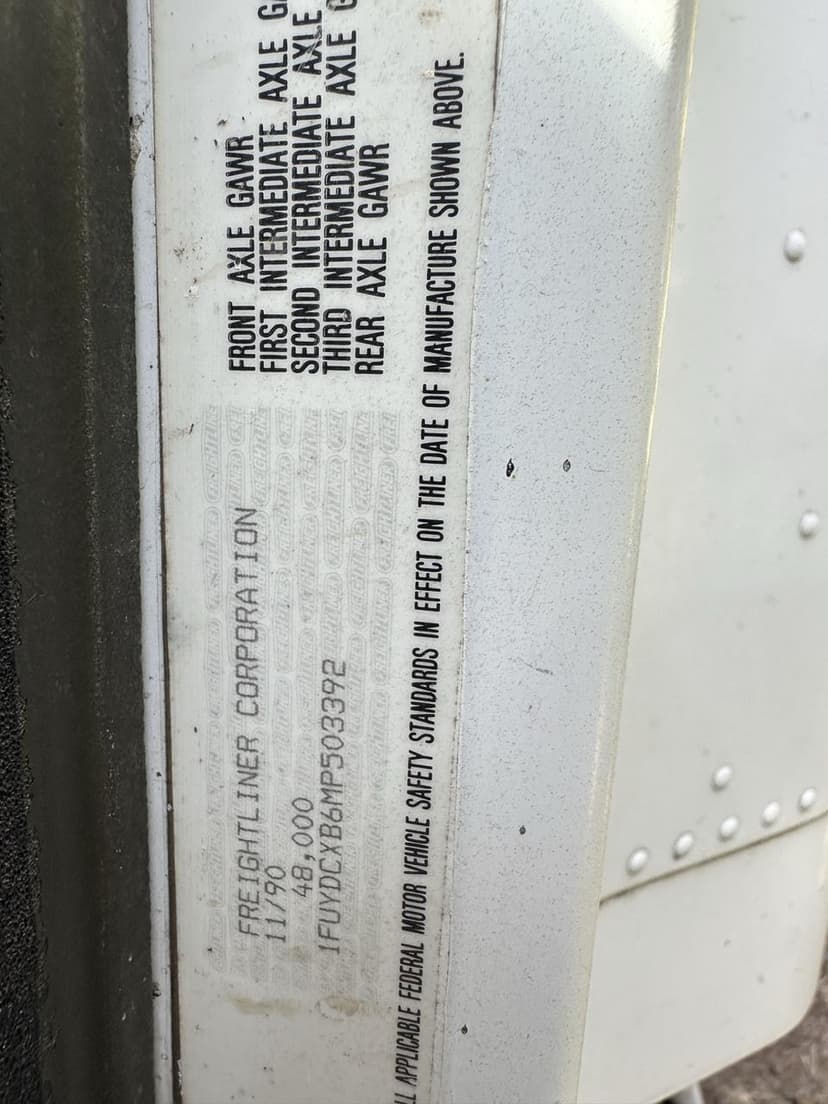 FREIGHTLINER CORPORATION
11/90
48,000
1FUYDCXB6MP503392
FRONT AXLE GAWR
FIRST INTERMEDIATE AXLE
SECOND INTERMEDIATE AXLE
THIRD INTERMEDIATE AXLE
REAR AXLE GAWR
APPLICABLE FEDERAL MOTOR VEHICLE SAFETY STANDARDS IN EFFECT ON THE DATE OF MANUFACTURE SHOWN ABOVE.